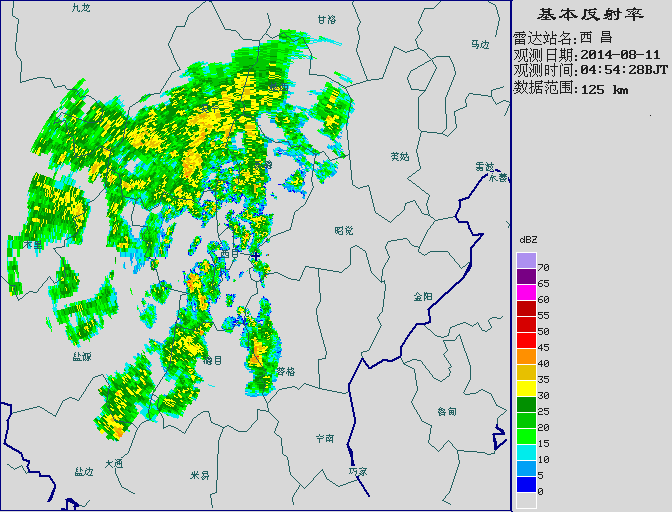 基本反射率
雷达站名:西 昌
观测日期:2014-08-11
观测时间:04:54:28BJT
数据范围:125 km
九龙
甘洛
马边
美姑
雷波
永善
昭觉
木里
西昌
金阳
盐源
德昌
普格
宁南
盐边
米易
巧家
dBZ
70
65
60
55
50
45
40
35
30
25
20
15
10
5
0